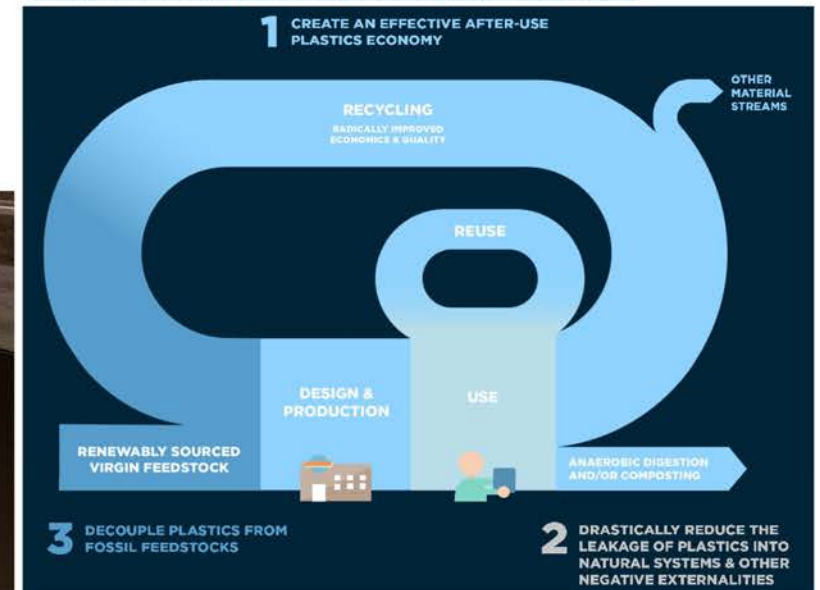 1 CREATE AN EFFECTIVE AFTER-USE
PLASTICS ECONOMY
OTHER
MATERIAL
STREAMS
RECYCLING
RADICALLY IMPROVED
ECONOMICS & QUALITY
REUSE
DESIGN &
PRODUCTION
USE
RENEWABLY SOURCED
VIRGIN FEEDSTOCK
ANAEROBIC DIGESTION
AND/OR COMPOSTING
3 DECOUPLE PLASTICS FROM
FOSSIL FEEDSTOCKS
2 DRASTICALLY REDUCE THE
LEAKAGE OF PLASTICS INTO
NATURAL SYSTEMS & OTHER
NEGATIVE EXTERNALITIES